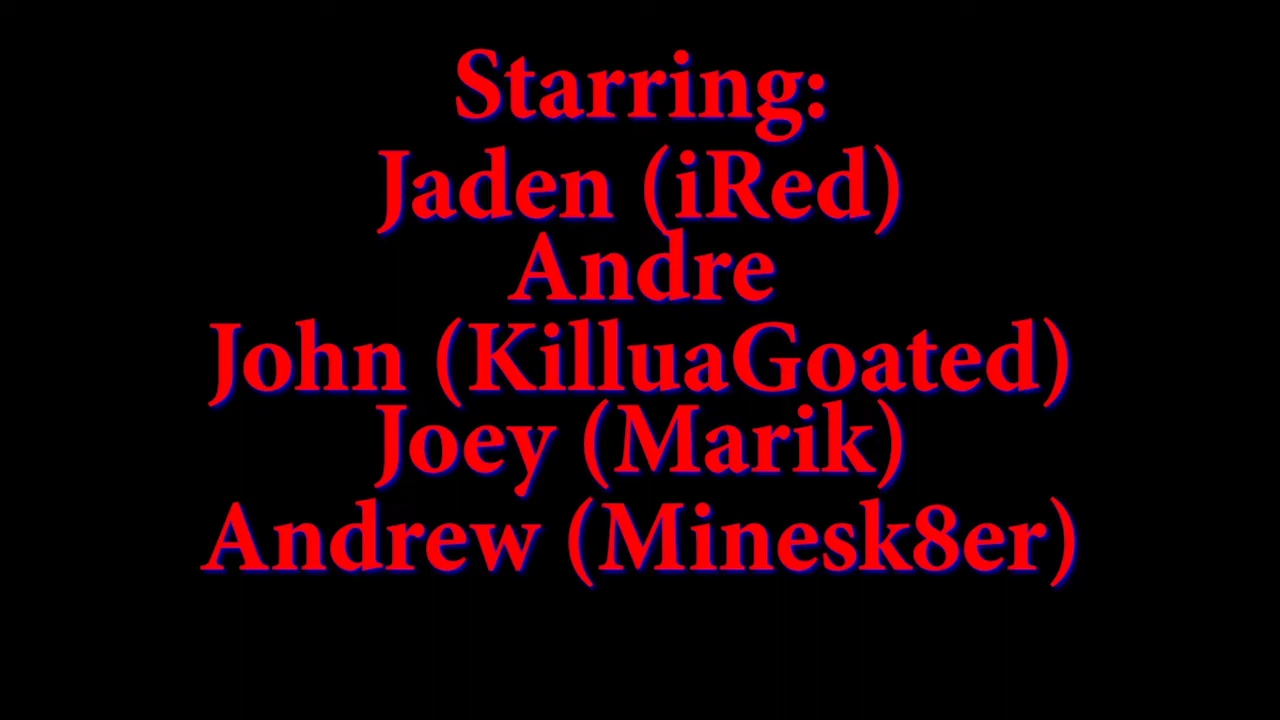 Starring:
Jaden (iRed)
Andre
John (KilluaGoated)
Joey (Marik)
Andrew (Minesk8er)